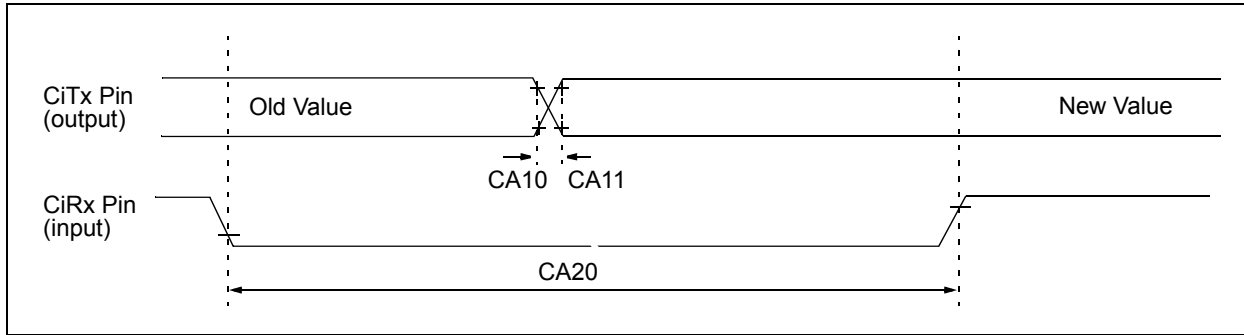 CiTx Pin
(output)
Old Value
New Value
CA10 CA11
CiRx Pin
(input)
CA20